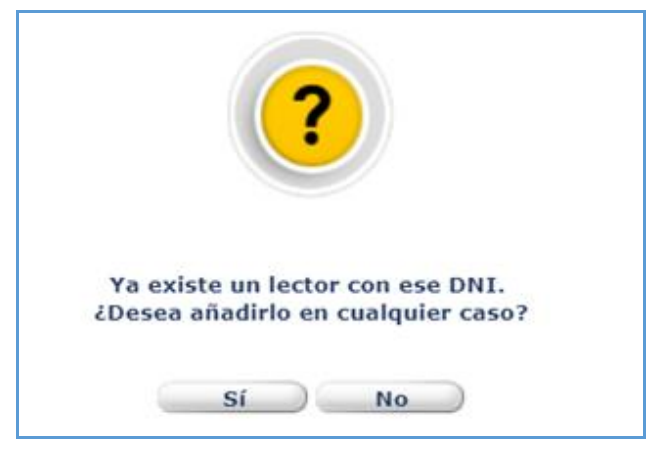 ?
Ya existe un lector con ese DNI.
¿Desea añadirlo en cualquier caso?
Sí
No